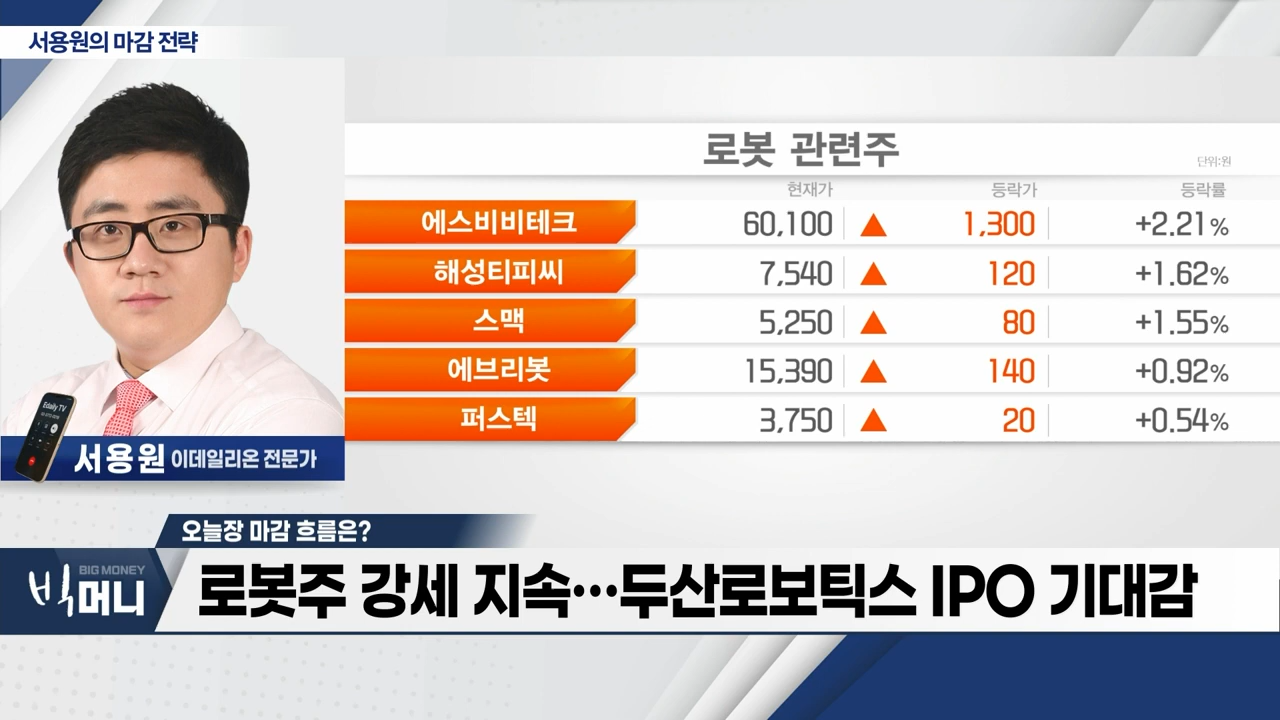 서용원의 마감 전략
로봇 관련주
단위:원
현재가 등락가 등락률
에스비비테크 60,100 ▲ 1,300 +2.21%
해성티피씨 7,540 ▲ 120 +1.62%
스맥 5,250 ▲ 80 +1.55%
에브리봇 15,390 ▲ 140 +0.92%
퍼스텍 3,750 ▲ 20 +0.54%
Edaily TV
서용원 이데일리온 전문가
오늘장 마감 흐름은?
BIG MONEY
빅머니
로봇주 강세 지속…두산로보틱스 IPO 기대감